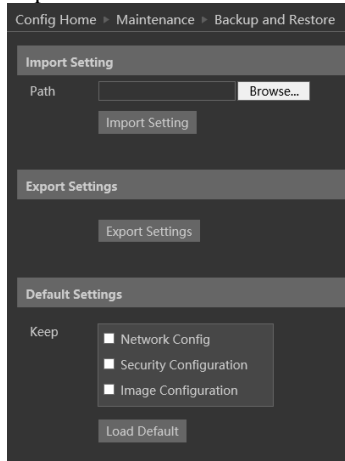 Config Home ▸ Maintenance ▸ Backup and Restore
Import Setting
Path Browse...
Import Setting
Export Settings
Export Settings
Default Settings
Keep
Network Config
Security Configuration
Image Configuration
Load Default